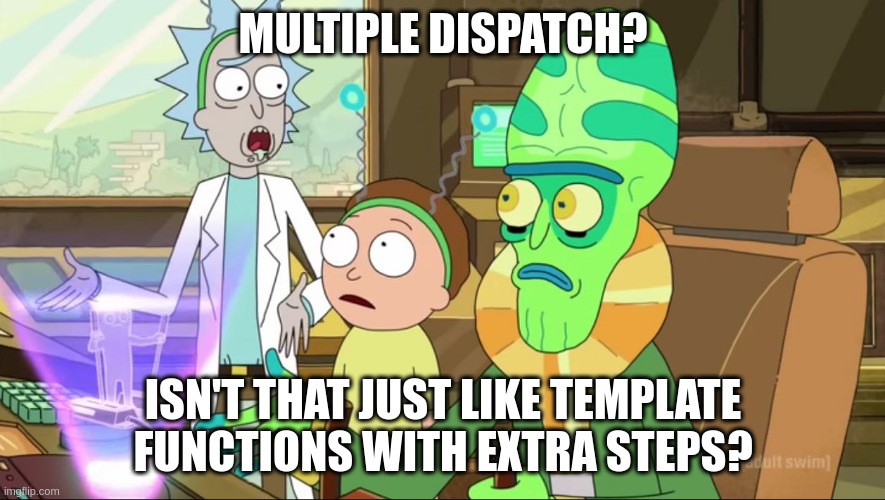 MULTIPLE DISPATCH?
ISN'T THAT JUST LIKE TEMPLATE
FUNCTIONS WITH EXTRA STEPS?
[adult swim]
imgflip.com